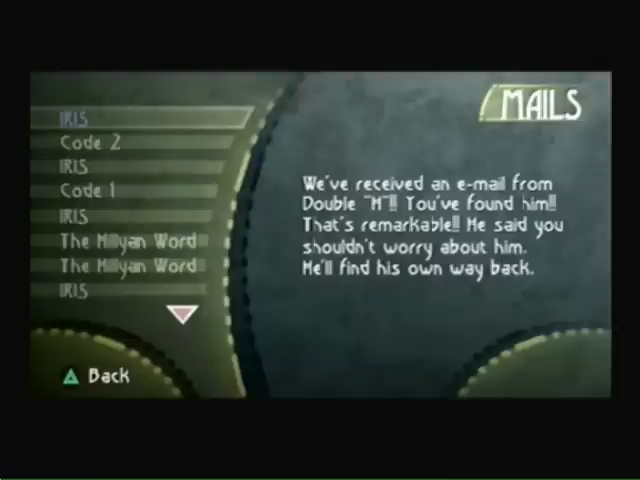 MAILS
IRIS
Code 2
IRIS
Code 1
IRIS
The Hillyan Word
The Hillyan Word
IRIS
We've received an e-mail from
Double "H"!! You've found him!!
That's remarkable!! He said you
shouldn't worry about him.
He'll find his own way back.
Back